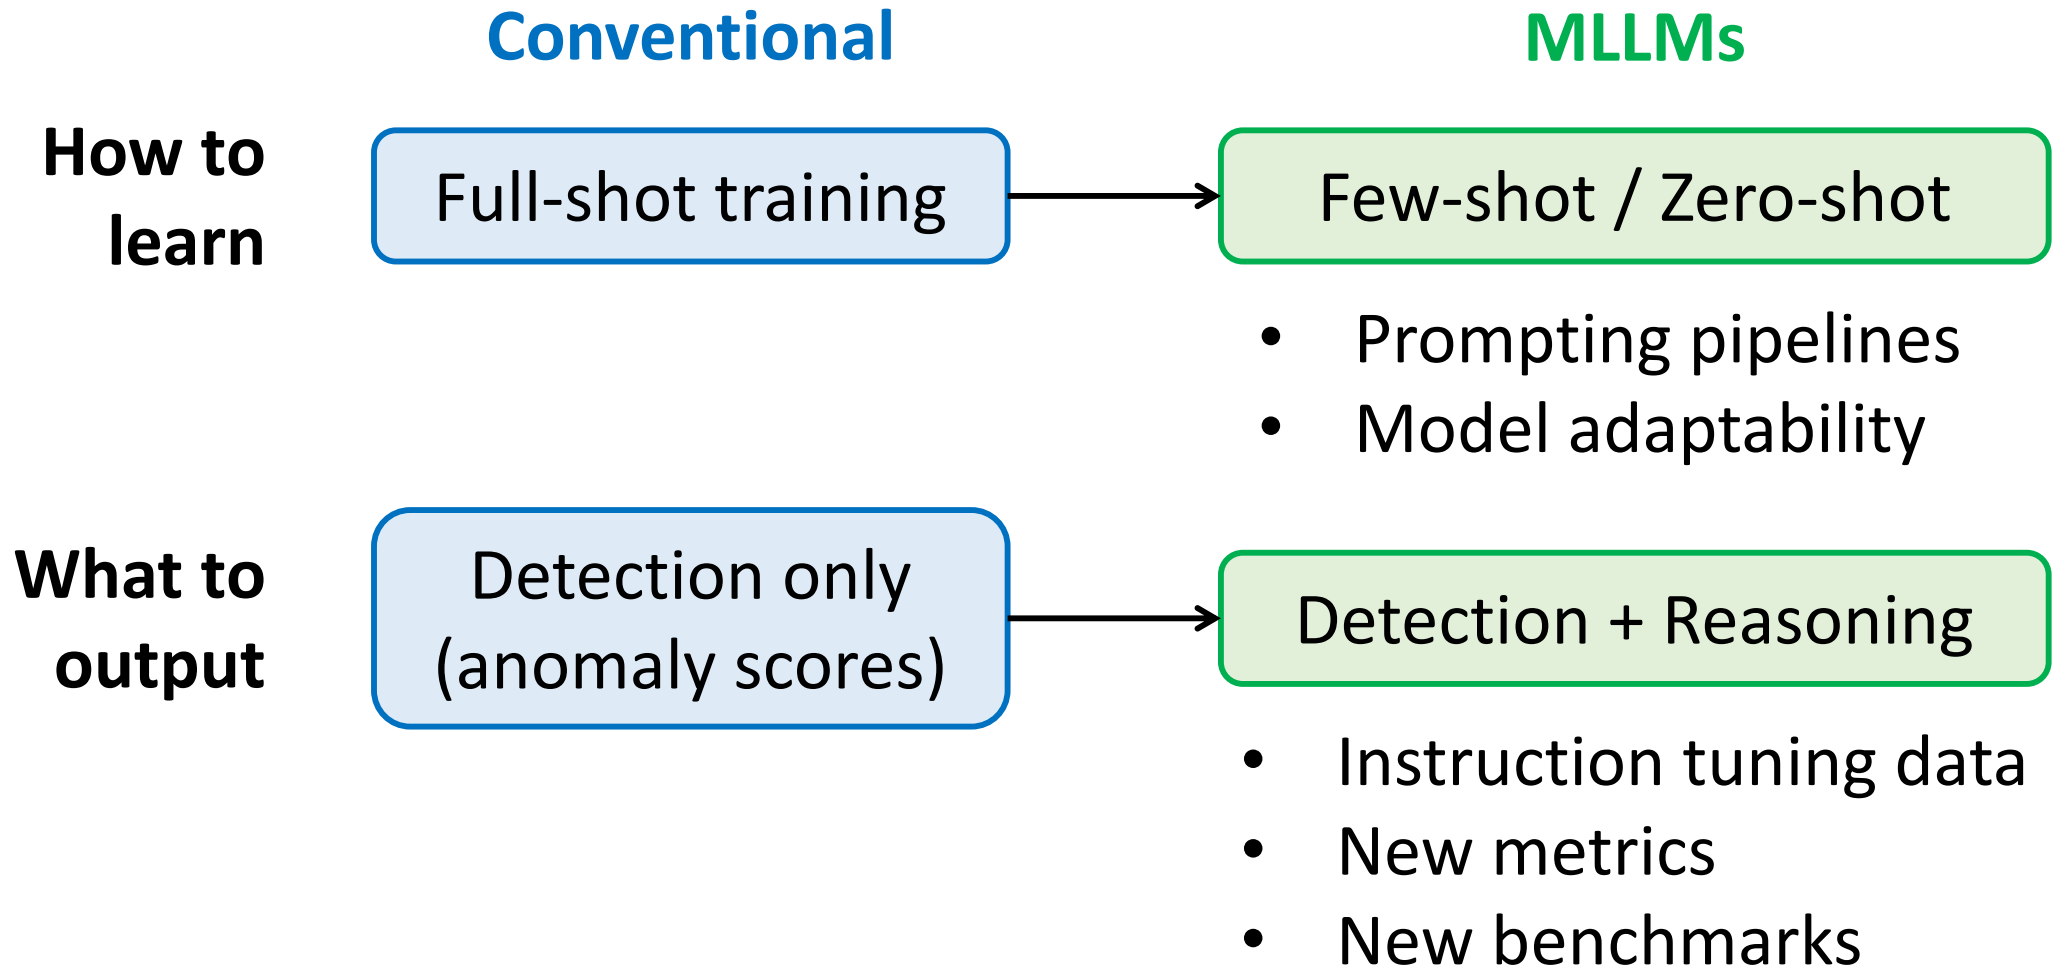 Conventional
MLLMs
How to
learn
Full-shot training
Few-shot / Zero-shot
• Prompting pipelines
• Model adaptability
What to
output
Detection only
(anomaly scores)
Detection + Reasoning
• Instruction tuning data
• New metrics
• New benchmarks